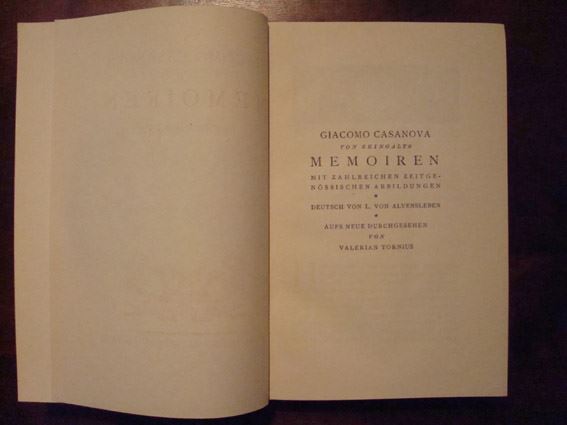 GIACOMO CASANOVA
VON SEINGALTS
MEMOIREN
MIT ZAHLREICHEN ZEITGE-
NÖSSISCHEN ABBILDUNGEN
DEUTSCH VON L. VON ALVENSLEBEN
AUFS NEUE DURCHGESEHEN
VON
VALERIAN TORNIUS